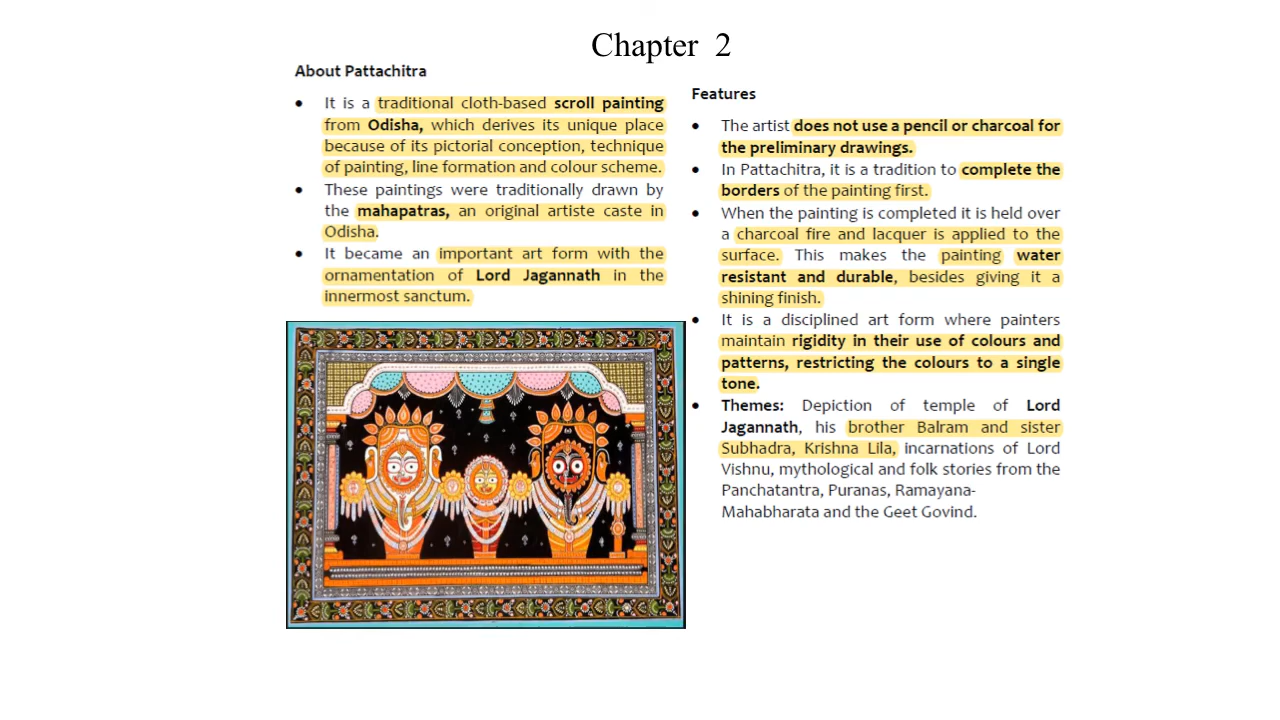 Chapter 2
About Pattachitra
• It is a traditional cloth-based scroll painting
from Odisha, which derives its unique place
because of its pictorial conception, technique
of painting, line formation and colour scheme.
• These paintings were traditionally drawn by
the mahapatras, an original artiste caste in
Odisha.
• It became an important art form with the
ornamentation of Lord Jagannath in the
innermost sanctum.
Features
• The artist does not use a pencil or charcoal for
the preliminary drawings.
• In Pattachitra, it is a tradition to complete the
borders of the painting first.
• When the painting is completed it is held over
a charcoal fire and lacquer is applied to the
surface. This makes the painting water
resistant and durable, besides giving it a
shining finish.
• It is a disciplined art form where painters
maintain rigidity in their use of colours and
patterns, restricting the colours to a single
tone.
• Themes: Depiction of temple of Lord
Jagannath, his brother Balram and sister
Subhadra, Krishna Lila, incarnations of Lord
Vishnu, mythological and folk stories from the
Panchatantra, Puranas, Ramayana-
Mahabharata and the Geet Govind.